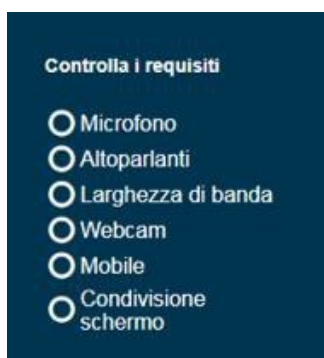 Controlla i requisiti
Microfono
Altoparlanti
Larghezza di banda
Webcam
Mobile
Condivisione
schermo